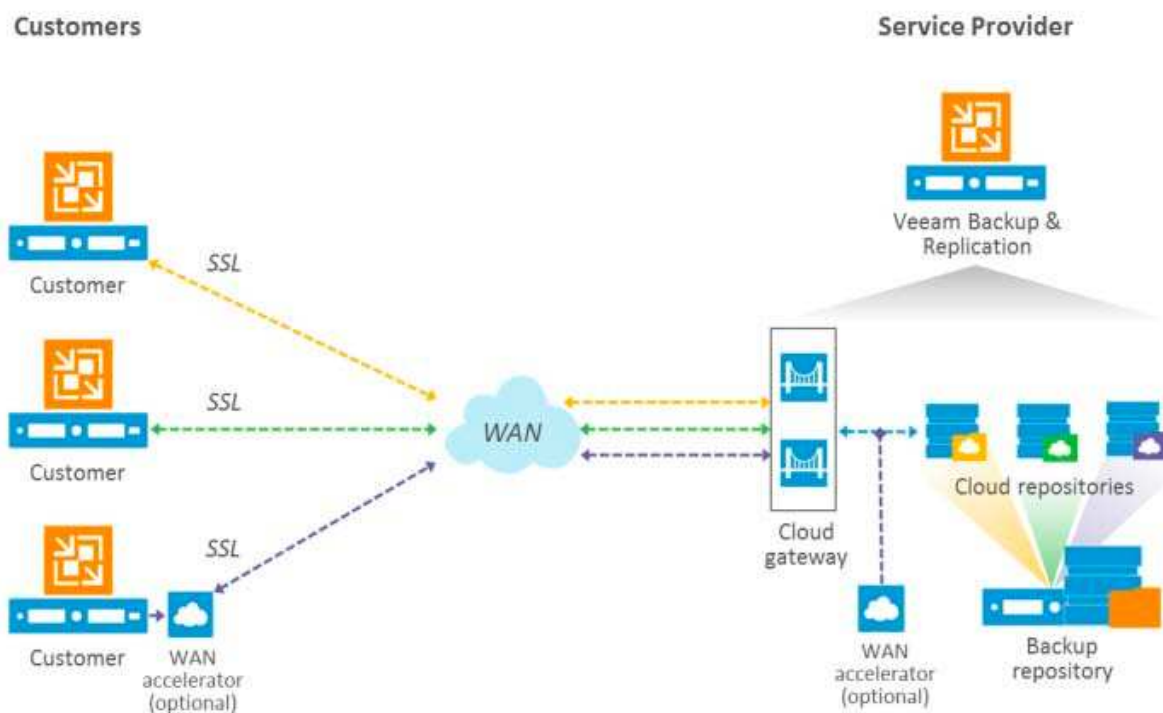 Customers
Service Provider
Veeam Backup &
Replication
SSL
Customer
SSL
WAN
Customer
Cloud repositories
Cloud
gateway
SSL
Customer
WAN
accelerator
(optional)
WAN
accelerator
(optional)
Backup
repository